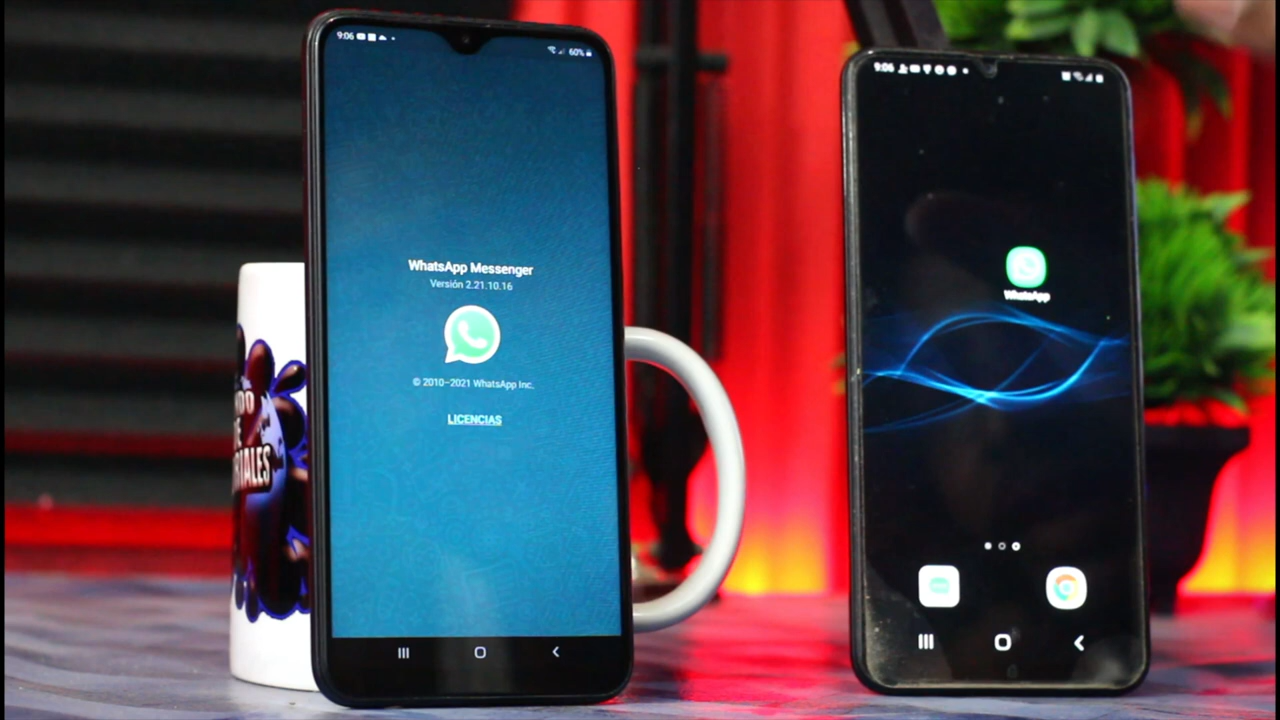 9:06
60%
WhatsApp Messenger
Versión 2.21.10.16
© 2010–2021 WhatsApp Inc.
LICENCIAS
9:06
WhatsApp